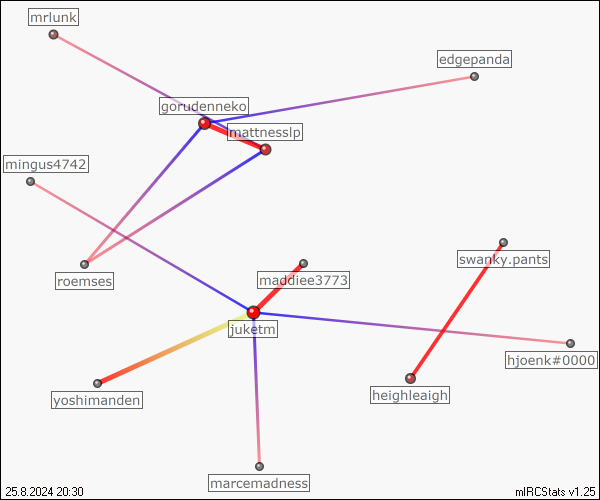 mrlunk
edgepanda
gorudenneko
mattnesslp
mingus4742
swanky.pants
roemses
maddiee3773
juketm
hjoenk#0000
heighleaigh
yoshimanden
marcemadness
25.8.2024 20:30
mIRCStats v1.25